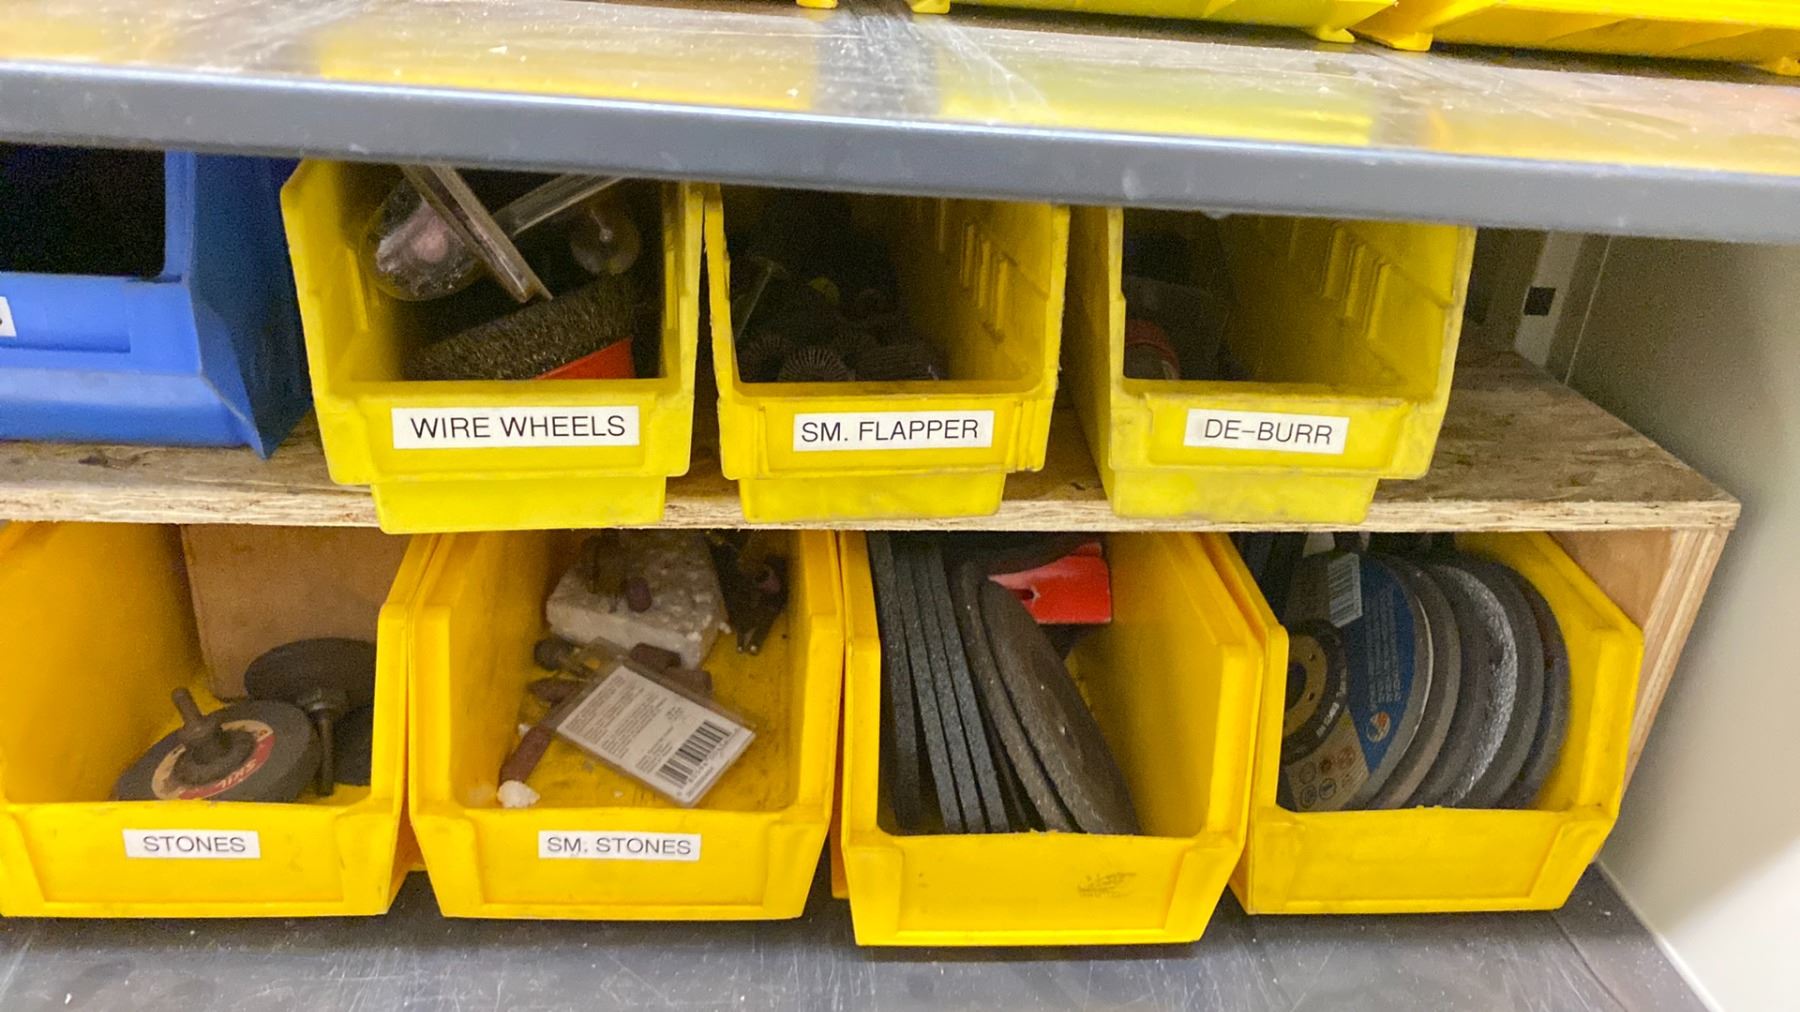 WIRE WHEELS
SM. FLAPPER
DE-BURR
STONES
SM. STONES